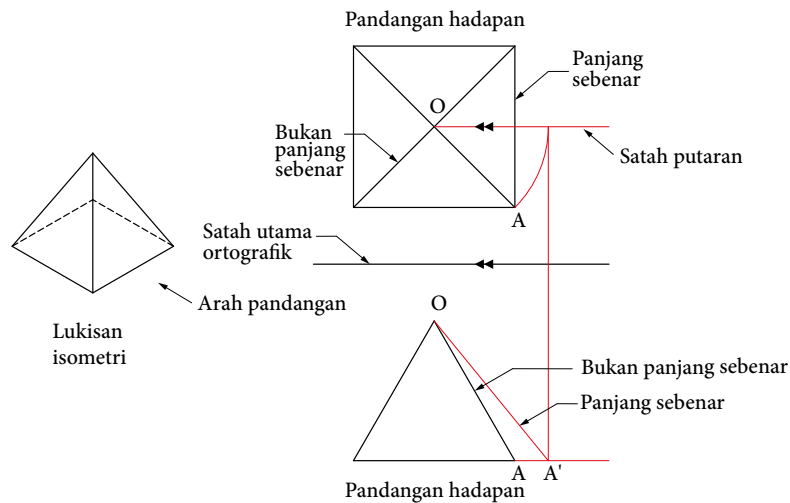 Pandangan hadapan
Panjang
sebenar
O
Bukan
panjang
sebenar
Satah putaran
A
Satah utama
ortografik
Arah pandangan
Lukisan
isometri
O
Bukan panjang sebenar
Panjang sebenar
A
A'
Pandangan hadapan